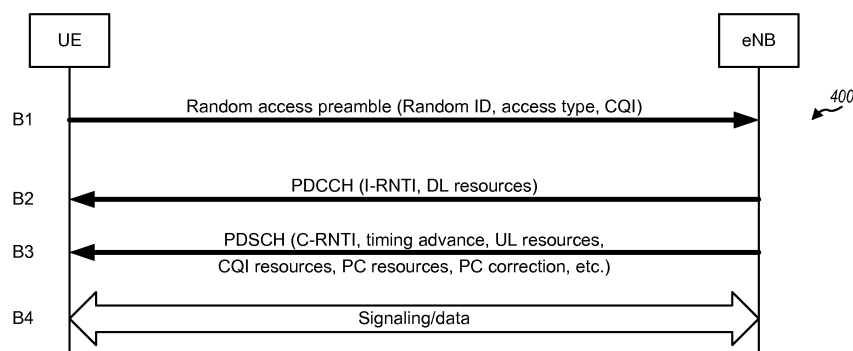 UE
eNB
B1
Random access preamble (Random ID, access type, CQI)
400
B2
PDCCH (I-RNTI, DL resources)
B3
PDSCH (C-RNTI, timing advance, UL resources,
CQI resources, PC resources, PC correction, etc.)
B4
Signaling/data